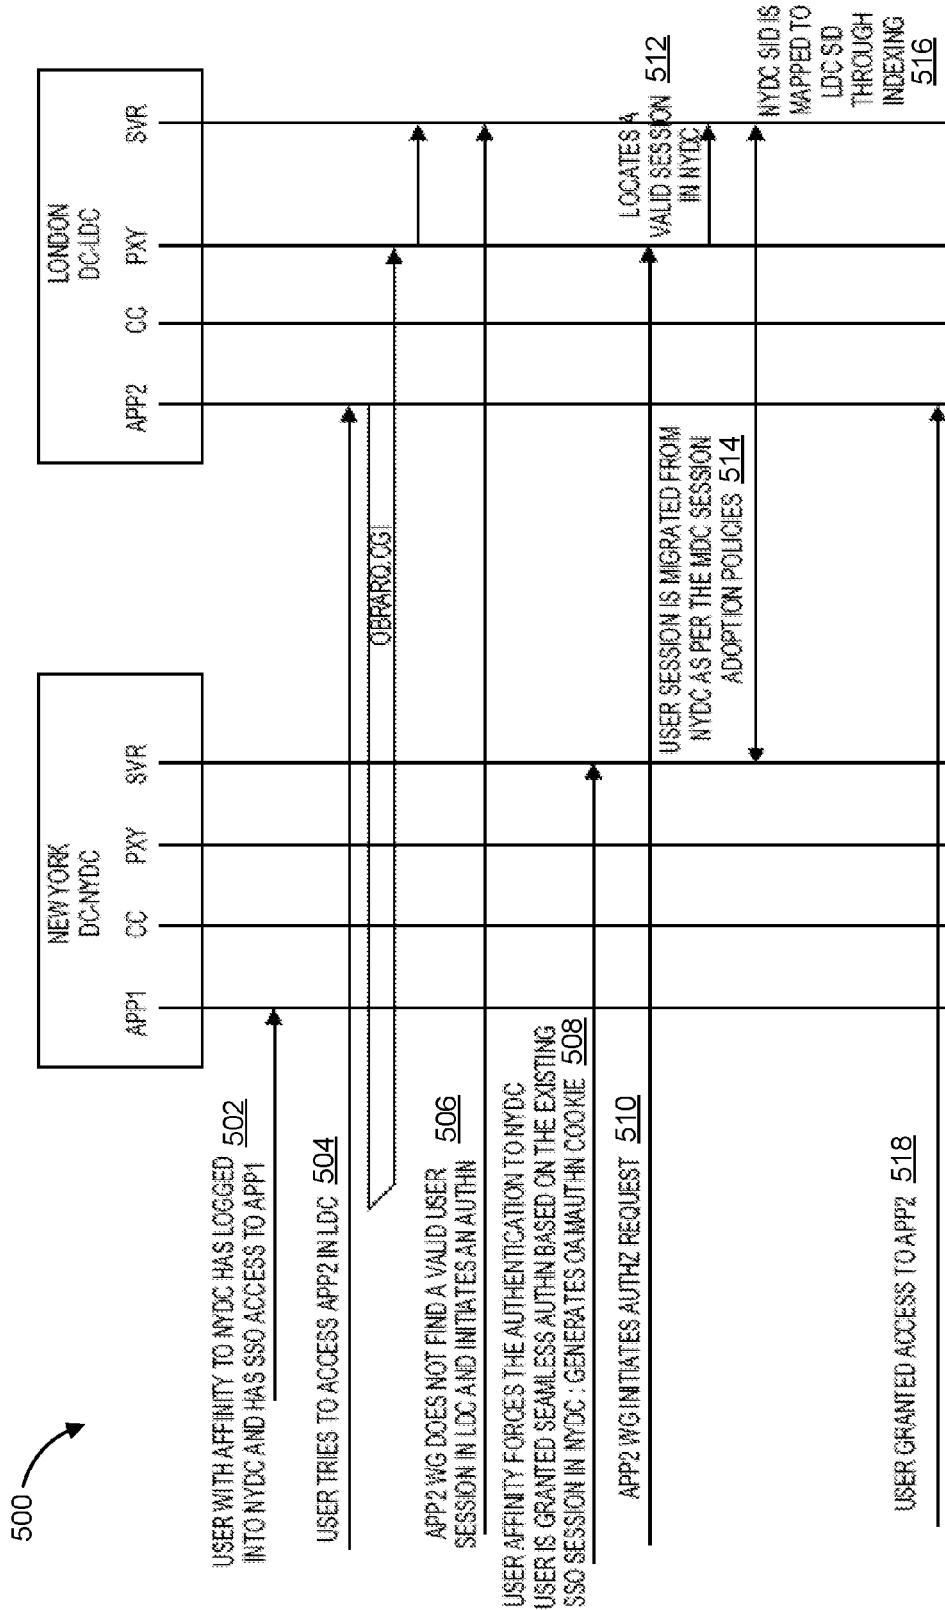 500
NEW YORK
DC-NYDC
APP1
CC
PXY
SVR
LONDON
DC-LDC
APP2
CC
PXY
SVR
USER WITH AFFINITY TO NYDC HAS LOGGED
INTO NYDC AND HAS SSO ACCESS TO APP1
502
USER TRIES TO ACCESS APP2 IN LDC 504
OBRARQ.CGI
APP2 WG DOES NOT FIND A VALID USER
SESSION IN LDC AND INITIATES AN AUTHN
506
USER AFFINITY FORCES THE AUTHENTICATION TO NYDC
USER IS GRANTED SEAMLESS AUTHN BASED ON THE EXISTING
SSO SESSION IN NYDC : GENERATES OAMAUTHN COOKIE 508
APP2 WG INITIATES AUTHZ REQUEST 510
LOCATES A
VALID SESSION
IN NYDC
512
USER SESSION IS MIGRATED FROM
NYDC AS PER THE MDC SESSION
ADOPTION POLICIES 514
NYDC SID IS
MAPPED TO
LDC SID
THROUGH
INDEXING
516
USER GRANTED ACCESS TO APP2 518